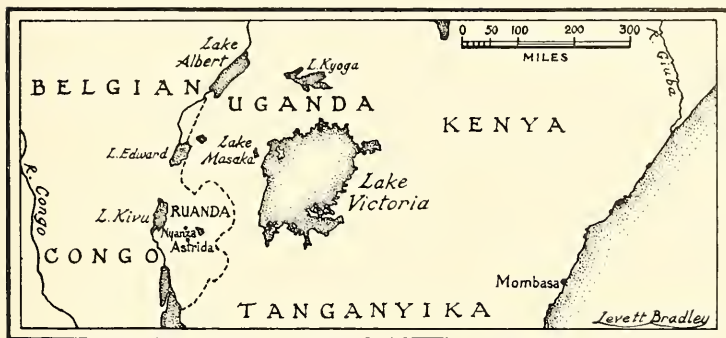 Lake
Albert
L.Kyoga
0 100 200 300
MILES
R. Giuba
BELGIAN
UGANDA
KENYA
L.Edward
Lake
Masaka
R. Congo
Lake
Victoria
L.Kivu
RUANDA
Nyanza
Astrida
CONGO
Mombasa
TANGANYIKA
Levett Bradley